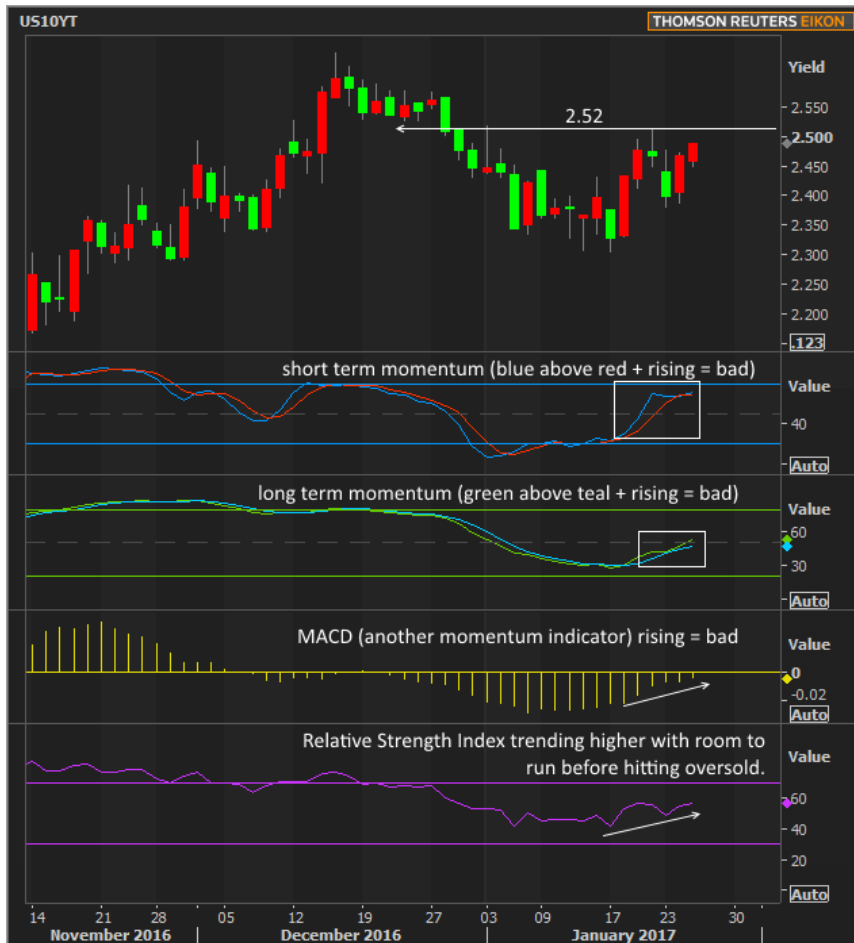 US10YT
THOMSON REUTERS EIKON
Yield
2.52
2.550
2.500
2.450
2.400
2.350
2.300
2.250
2.200
.123
short term momentum (blue above red + rising = bad)
Value
40
Auto
long term momentum (green above teal + rising = bad)
Value
60
30
Auto
MACD (another momentum indicator) rising = bad
Value
0
-0.02
Auto
Relative Strength Index trending higher with room to
run before hitting oversold.
Value
60
40
20
Auto
14 21 28 05 12 19 27 03 09 17 23 30
November 2016 December 2016 January 2017